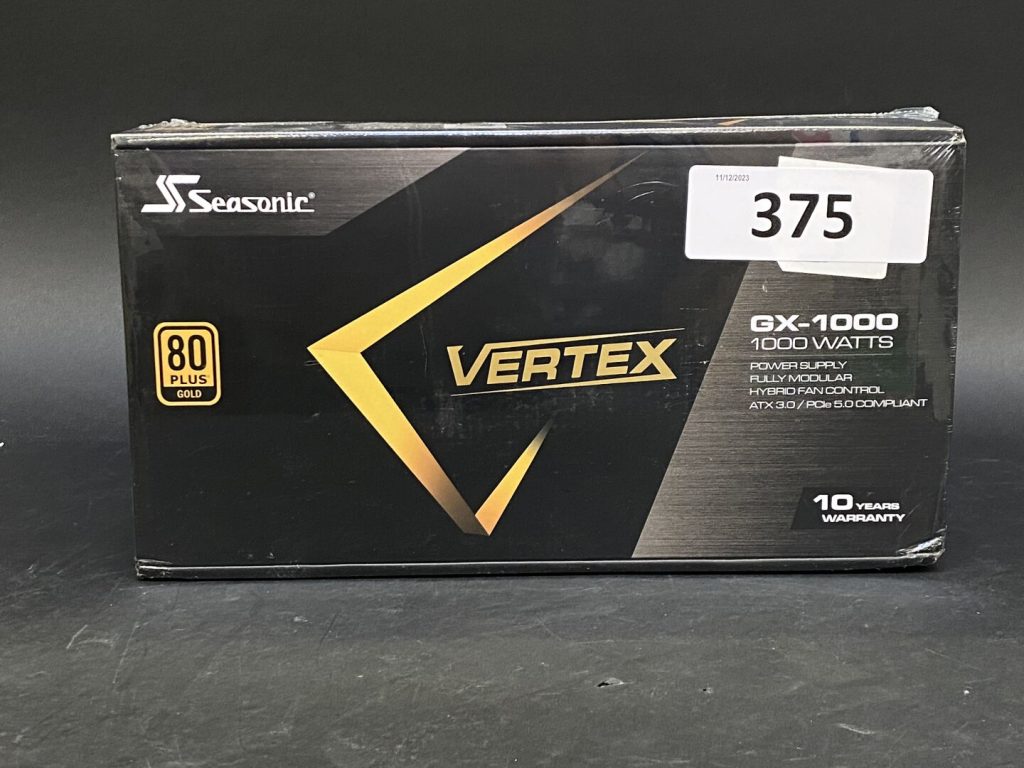 Seasonic®
11/12/2023
375
80
PLUS
GOLD
VERTEX
GX-1000
1000 WATTS
POWER SUPPLY
FULLY MODULAR
HYBRID FAN CONTROL
ATX 3.0 / PCIe 5.0 COMPLIANT
10 YEARS
WARRANTY